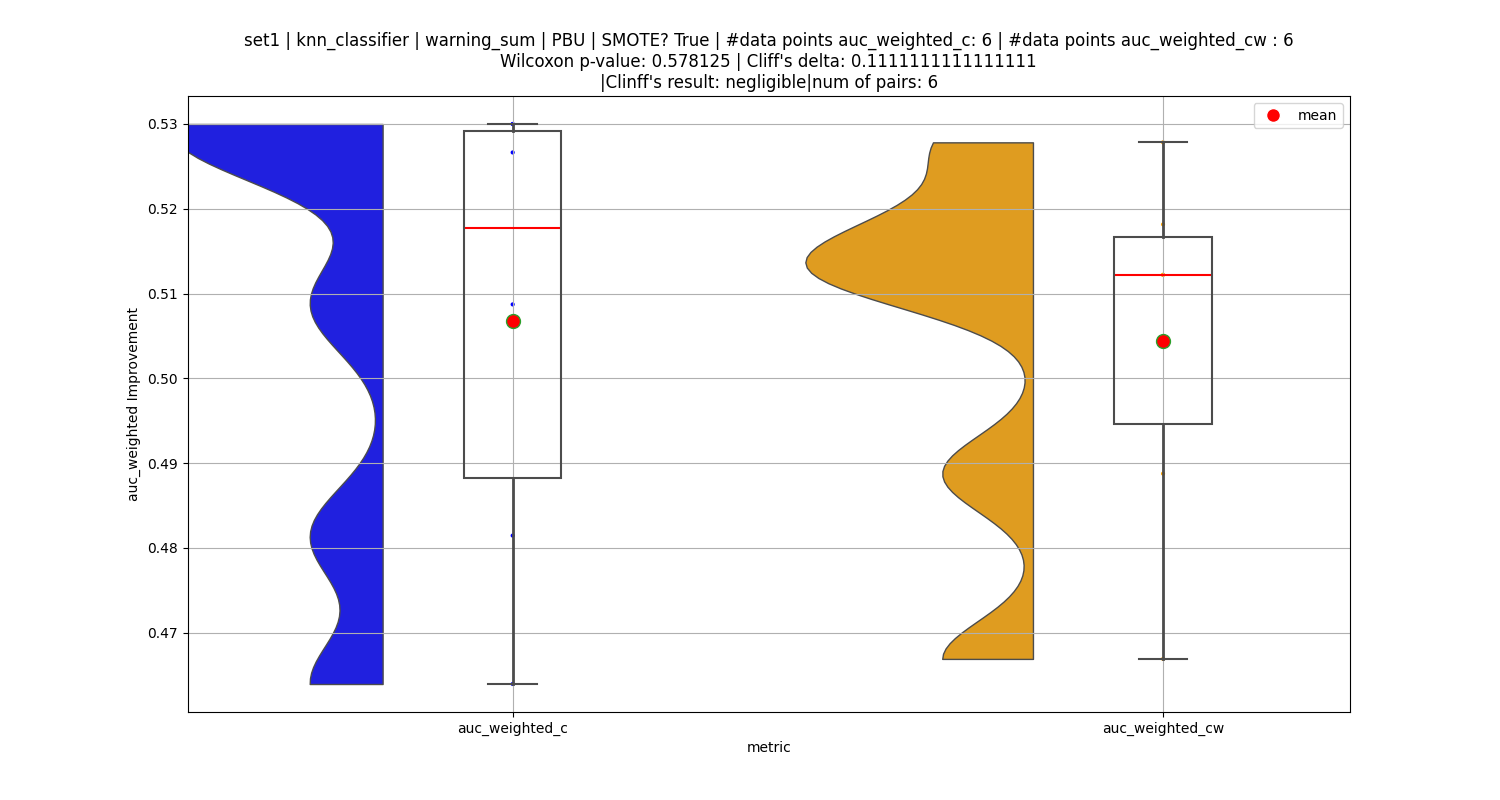 set1 | knn_classifier | warning_sum | PBU | SMOTE? True | #data points auc_weighted_c: 6 | #data points auc_weighted_cw : 6
Wilcoxon p-value: 0.578125 | Cliff's delta: 0.1111111111111111
|Clinff's result: negligible|num of pairs: 6
mean
auc_weighted Improvement
0.53
0.52
0.51
0.50
0.49
0.48
0.47
auc_weighted_c
auc_weighted_cw
metric